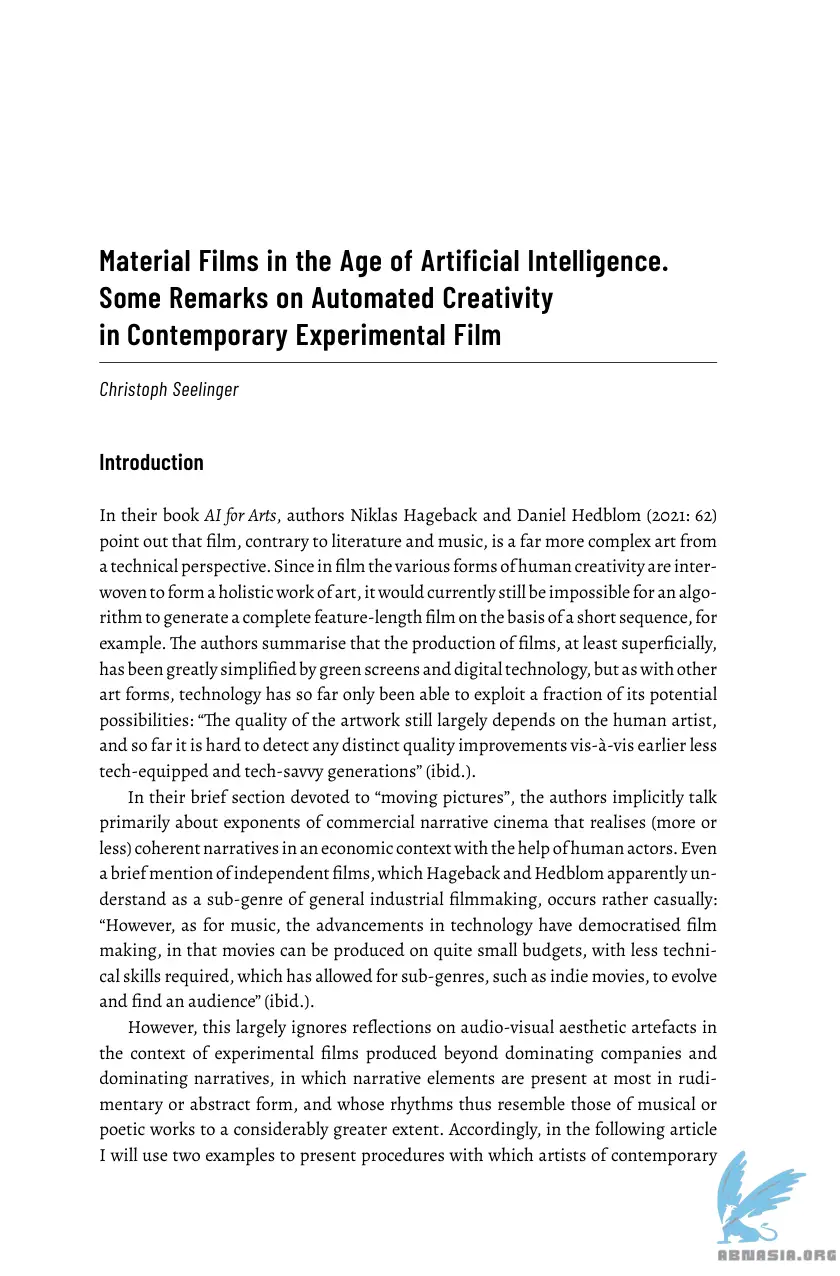 Material Films in the Age of Artificial Intelligence.
Some Remarks on Automated Creativity
in Contemporary Experimental Film
Christoph Seelinger
Introduction
In their book AI for Arts, authors Niklas Hageback and Daniel Hedblom (2021: 62)
point out that film, contrary to literature and music, is a far more complex art from
a technical perspective. Since in film the various forms of human creativity are inter-
woven to form a holistic work of art, it would currently still be impossible for an algo-
rithm to generate a complete feature-length film on the basis of a short sequence, for
example. The authors summarise that the production of films, at least superficially,
has been greatly simplified by green screens and digital technology, but as with other
art forms, technology has so far only been able to exploit a fraction of its potential
possibilities: “The quality of the artwork still largely depends on the human artist,
and so far it is hard to detect any distinct quality improvements vis-à-vis earlier less
tech-equipped and tech-savvy generations” (ibid.).
In their brief section devoted to “moving pictures”, the authors implicitly talk
primarily about exponents of commercial narrative cinema that realises (more or
less) coherent narratives in an economic context with the help of human actors. Even
a brief mention of independent films, which Hageback and Hedblom apparently un-
derstand as a sub-genre of general industrial filmmaking, occurs rather casually:
“However, as for music, the advancements in technology have democratised film
making, in that movies can be produced on quite small budgets, with less techni-
cal skills required, which has allowed for sub-genres, such as indie movies, to evolve
and find an audience” (ibid.).
However, this largely ignores reflections on audio-visual aesthetic artefacts in
the context of experimental films produced beyond dominating companies and
dominating narratives, in which narrative elements are present at most in rudi-
mentary or abstract form, and whose rhythms thus resemble those of musical or
poetic works to a considerably greater extent. Accordingly, in the following article
I will use two examples to present procedures with which artists of contemporary
ABNASIA.ORG